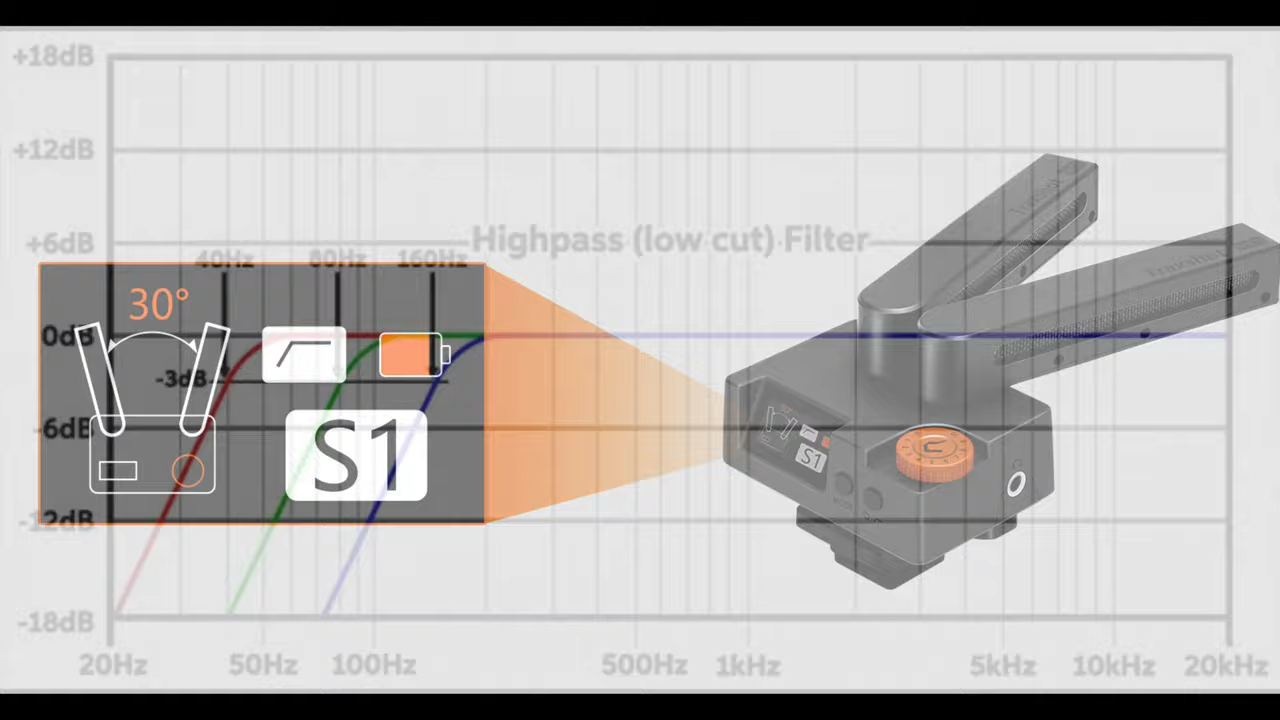 +18dB
+12dB
+6dB
Highpass (low cut) Filter
40Hz 80Hz 160Hz
30°
0dB
-3dB
-6dB
S1
S1
-12dB
-18dB
20Hz 50Hz 100Hz 500Hz 1kHz 5kHz 10kHz 20kHz